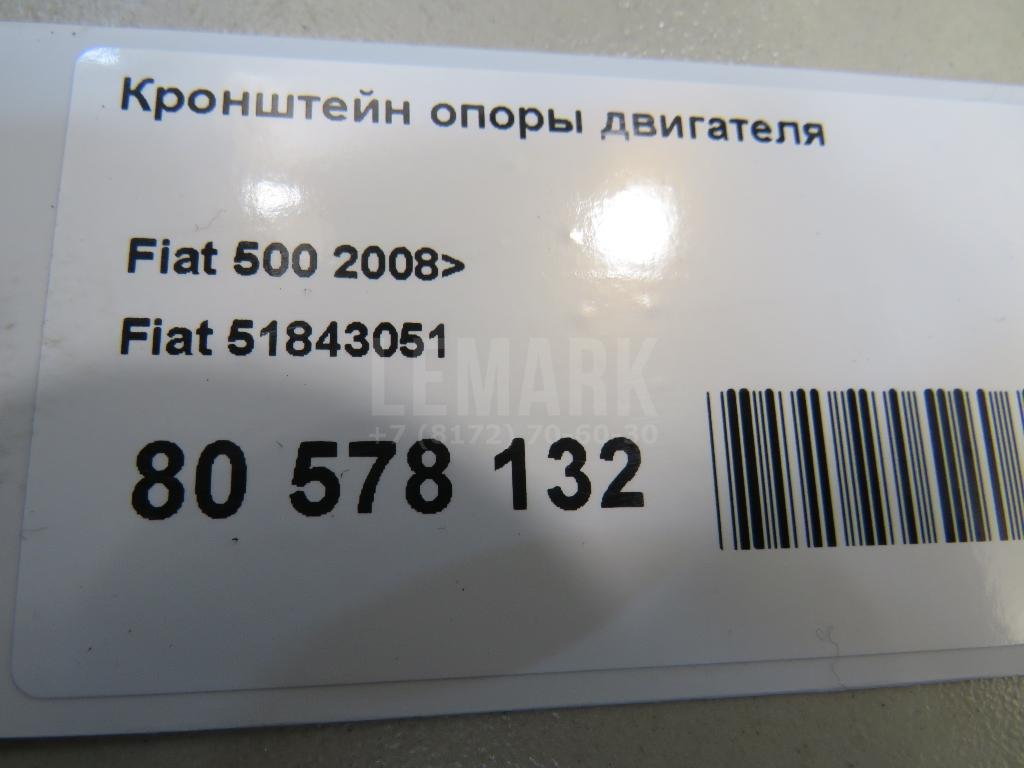 Кронштейн опоры двигателя
Fiat 500 2008>
Fiat 51843051
LEMARK
+7 (8172) 70-60-30
80 578 132